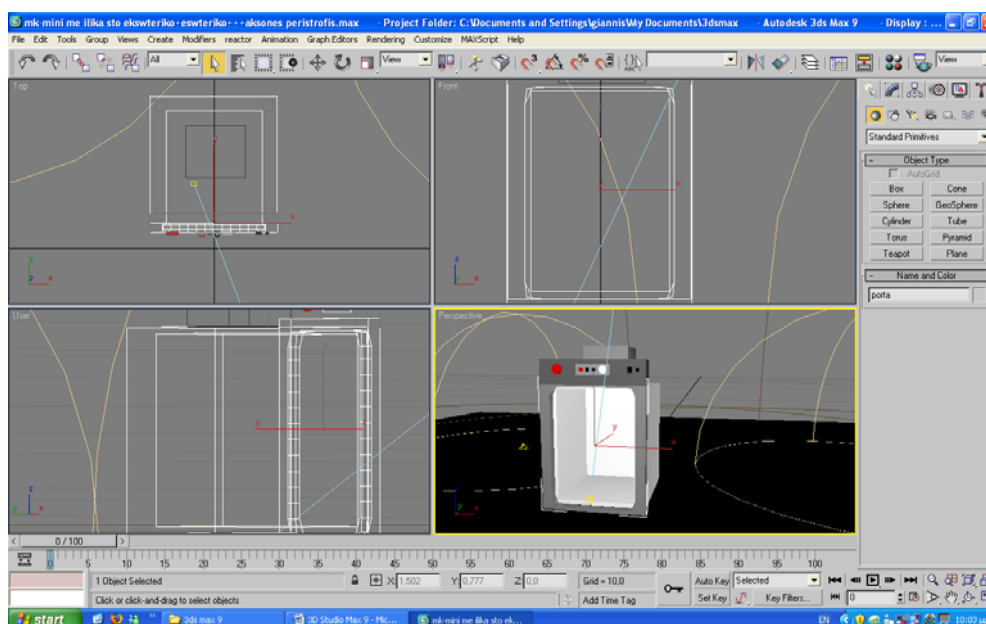 mk-mini me ilika sto ekswteriko+eswteriko+---aksones peristrofis.max - Project Folder: C:\Documents and Settings\giannis\My Documents\3dsmax - Autodesk 3ds Max 9 - Display : ...
File Edit Tools Group Views Create Modifiers reactor Animation Graph Editors Rendering Customize MAXScript Help
All View View
Top
Front
User
Perspective
Standard Primitives
- Object Type
AutoGrid
Box Cone
Sphere GeoSphere
Cylinder Tube
Torus Pyramid
Teapot Plane
- Name and Color
porta
0 / 100
0 5 10 15 20 25 30 35 40 45 50 55 60 65 70 75 80 85 90 95 100
1 Object Selected X: 1.502 Y: 0.777 Z: 0.0 Grid = 10,0 Auto Key Selected
Click or click-and-drag to select objects Add Time Tag Set Key Key Filters... 0
start 3ds max 9 3D Studio Max 9 - Mic... mk-mini me ilika sto ek... EN 10:03 μμ